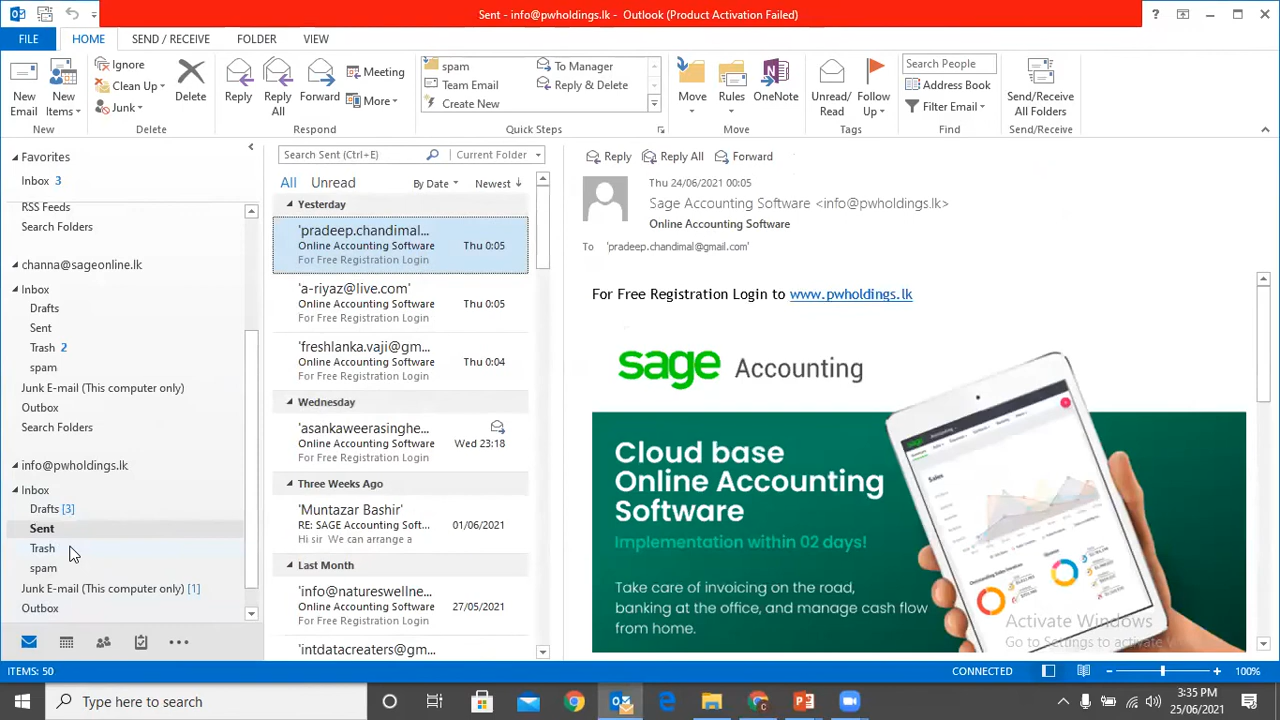 Sent - info@pwholdings.lk - Outlook (Product Activation Failed)
FILE HOME SEND / RECEIVE FOLDER VIEW
New Email
New Items
New
Ignore
Clean Up
Junk
Delete
Delete
Reply
Reply All
Forward
Meeting
More
Respond
spam
Team Email
Create New
To Manager
Reply & Delete
Quick Steps
Move
Rules
OneNote
Move
Unread/ Read
Follow Up
Tags
Search People
Address Book
Filter Email
Find
Send/Receive All Folders
Send/Receive
Favorites
Inbox 3
RSS Feeds
Search Folders
channa@sageonline.lk
Inbox
Drafts
Sent
Trash 2
spam
Junk E-mail (This computer only)
Outbox
Search Folders
info@pwholdings.lk
Inbox
Drafts [3]
Sent
Trash
spam
Junk E-mail (This computer only) [1]
Outbox
Search Sent (Ctrl+E) Current Folder
All Unread By Date Newest
Yesterday
'pradeep.chandimal...
Online Accounting Software Thu 0:05
For Free Registration Login
'a-riyaz@live.com'
Online Accounting Software Thu 0:05
For Free Registration Login
'freshlanka.vaji@gm...
Online Accounting Software Thu 0:04
For Free Registration Login
Wednesday
'asankaweerasinghe...
Online Accounting Software Wed 23:18
For Free Registration Login
Three Weeks Ago
'Muntazar Bashir'
RE: SAGE Accounting Soft... 01/06/2021
Hi sir We can arrange a
Last Month
'info@natureswellne...
Online Accounting Software 27/05/2021
For Free Registration Login
'intdatacreaters@gm...
Reply Reply All Forward
Thu 24/06/2021 00:05
Sage Accounting Software <info@pwholdings.lk>
Online Accounting Software
To 'pradeep.chandimal@gmail.com'
For Free Registration Login to www.pwholdings.lk
sage Accounting
Cloud base
Online Accounting
Software
Implementation within 02 days!
Take care of invoicing on the road,
banking at the office, and manage cash flow
from home.
Sales
Activate Windows
Go to Settings to activate
ITEMS: 50 CONNECTED 100%
Type here to search
3:35 PM
25/06/2021